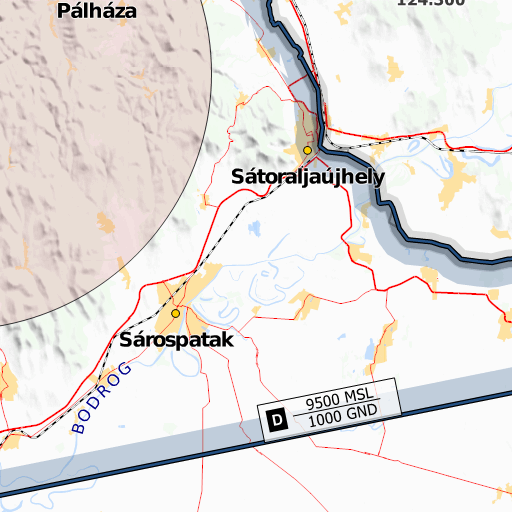 Pálháza
Sátoraljaújhely
Sárospatak
BODROG
D
9500 MSL
1000 GND